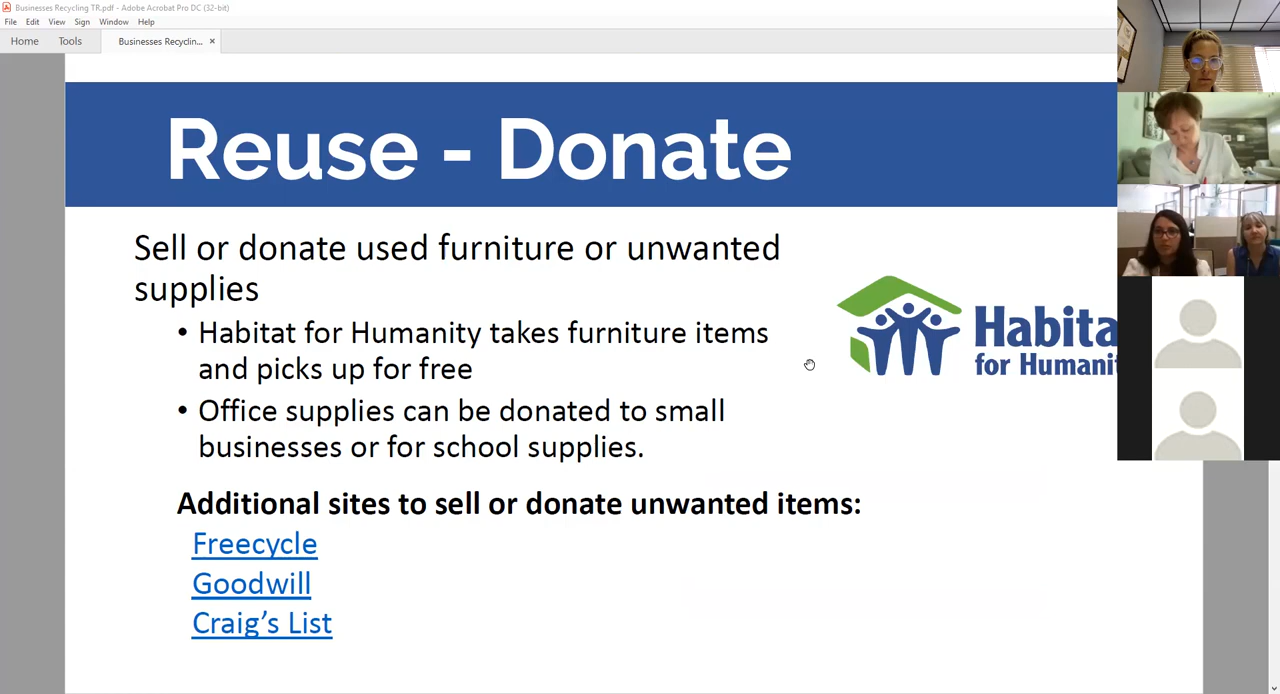 Businesses Recycling TR.pdf - Adobe Acrobat Pro DC (32-bit)
File Edit View Sign Window Help
Home Tools Businesses Recyclin... ×
Reuse - Donate
Sell or donate used furniture or unwanted
supplies
• Habitat for Humanity takes furniture items
and picks up for free
• Office supplies can be donated to small
businesses or for school supplies.
Habita
for Humanit
Additional sites to sell or donate unwanted items:
Freecycle
Goodwill
Craig's List